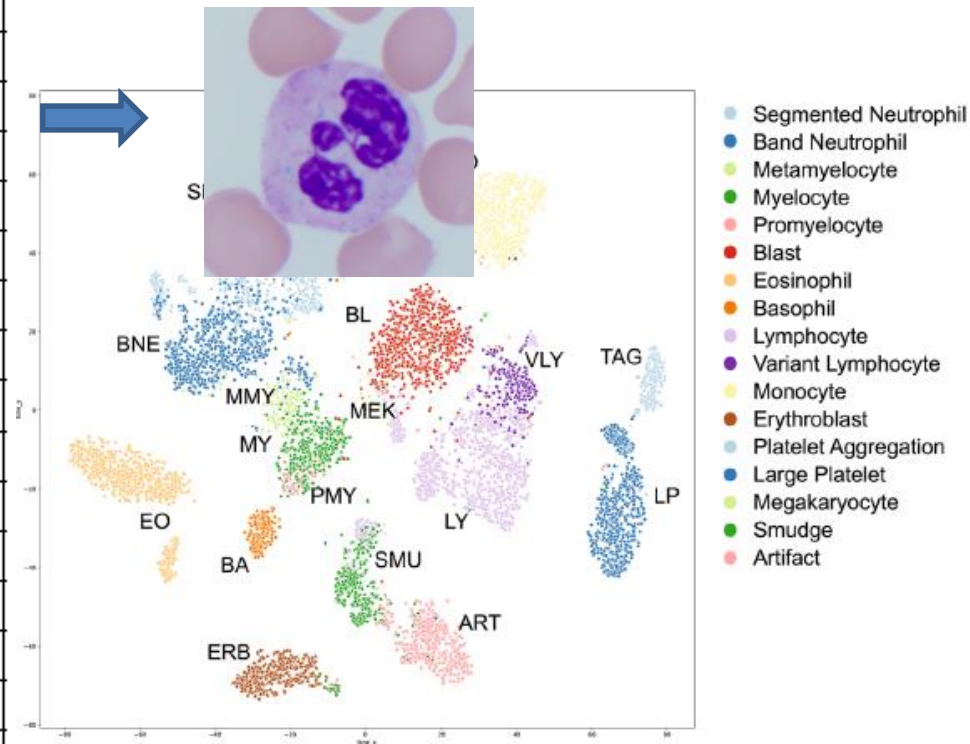 SI
BNE
BL
VLY
TAG
MMY
MEK
MY
PMY
LP
EO
LY
BA
SMU
ART
ERB
Segmented Neutrophil
Band Neutrophil
Metamyelocyte
Myelocyte
Promyelocyte
Blast
Eosinophil
Basophil
Lymphocyte
Variant Lymphocyte
Monocyte
Erythroblast
Platelet Aggregation
Large Platelet
Megakaryocyte
Smudge
Artifact